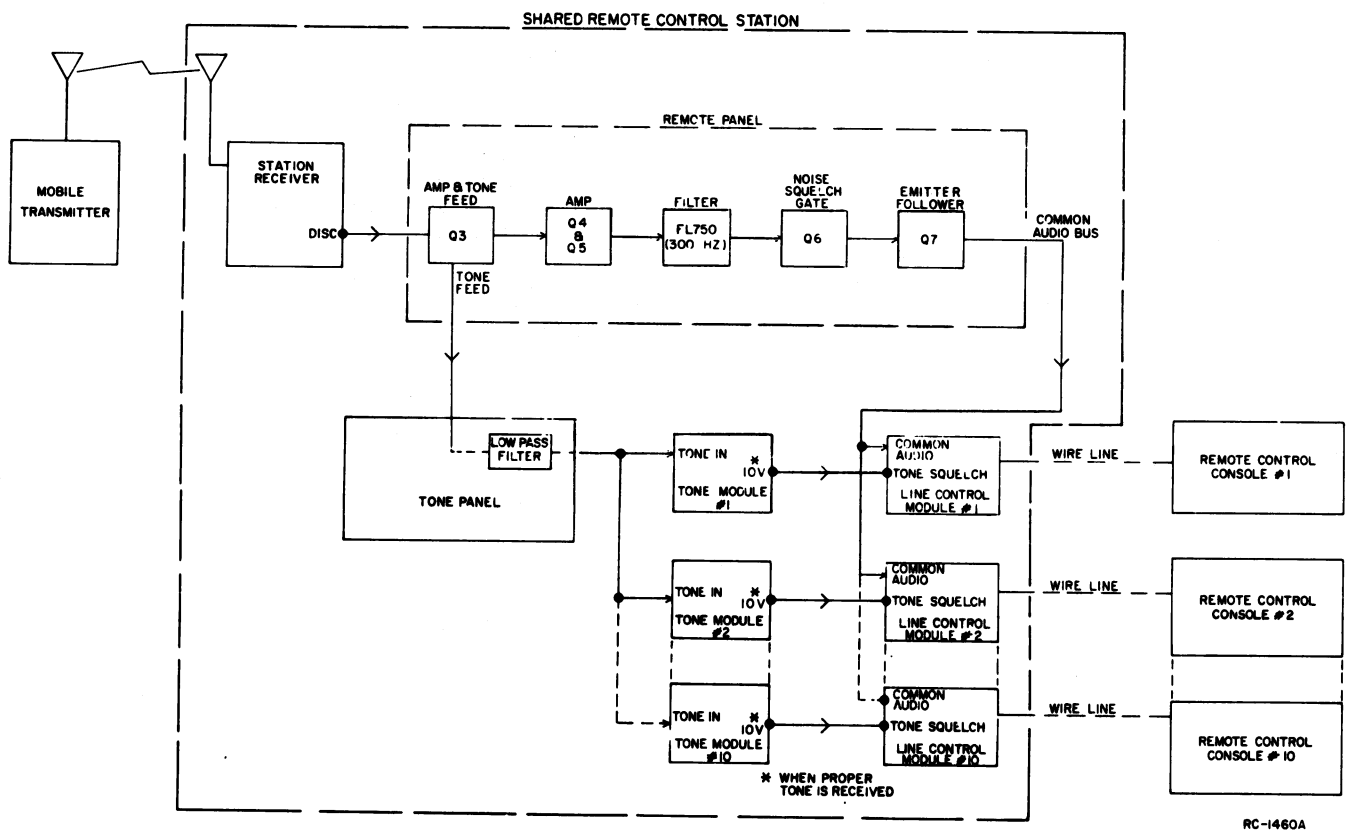 SHARED REMOTE CONTROL STATION
MOBILE
TRANSMITTER
STATION
RECEIVER
DISC
REMOTE PANEL
AMP & TONE
FEED
Q3
TONE
FEED
AMP
Q4
&
Q5
FILTER
FL750
(300 HZ)
NOISE
SQUELCH
GATE
Q6
EMITTER
FOLLOWER
Q7
COMMON
AUDIO BUS
LOW PASS
FILTER
TONE PANEL
TONE IN
*
10V
TONE MODULE
#1
COMMON
AUDIO
TONE SQUELCH
LINE CONTROL
MODULE #1
WIRE LINE
REMOTE CONTROL
CONSOLE #1
TONE IN
*
10V
TONE MODULE
#2
COMMON
AUDIO
TONE SQUELCH
LINE CONTROL
MODULE #2
WIRE LINE
REMOTE CONTROL
CONSOLE #2
TONE IN
*
10V
TONE MODULE
#10
COMMON
AUDIO
TONE SQUELCH
LINE CONTROL
MODULE #10
WIRE LINE
REMOTE CONTROL
CONSOLE #10
* WHEN PROPER
TONE IS RECEIVED
RC-1460A